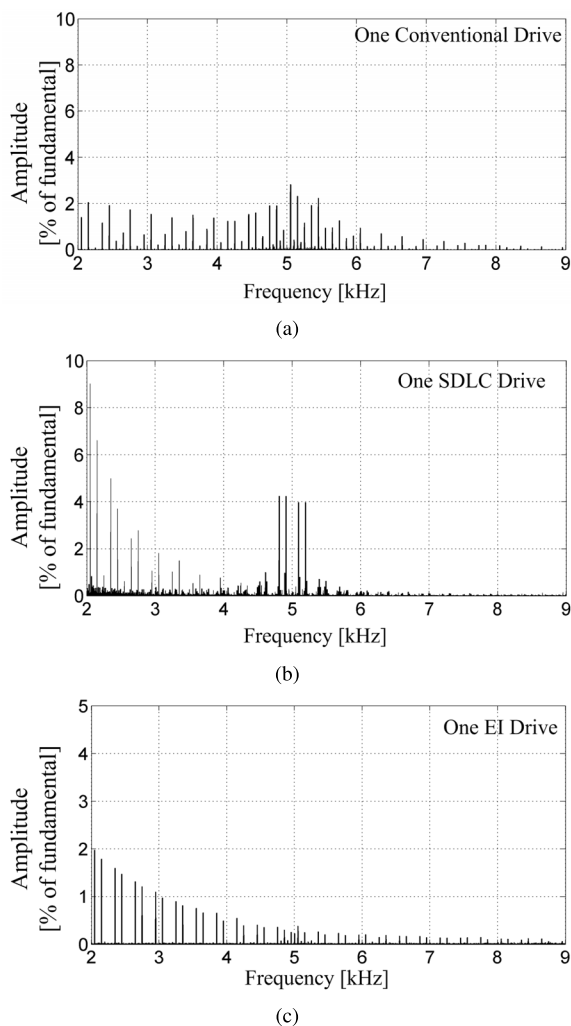 One Conventional Drive
10
8
6
4
2
0
Amplitude
[% of fundamental]
2 3 4 5 6 7 8 9
Frequency [kHz]
(a)
One SDLC Drive
10
8
6
4
2
0
Amplitude
[% of fundamental]
2 3 4 5 6 7 8 9
Frequency [kHz]
(b)
One EI Drive
5
4
3
2
1
0
Amplitude
[% of fundamental]
2 3 4 5 6 7 8 9
Frequency [kHz]
(c)